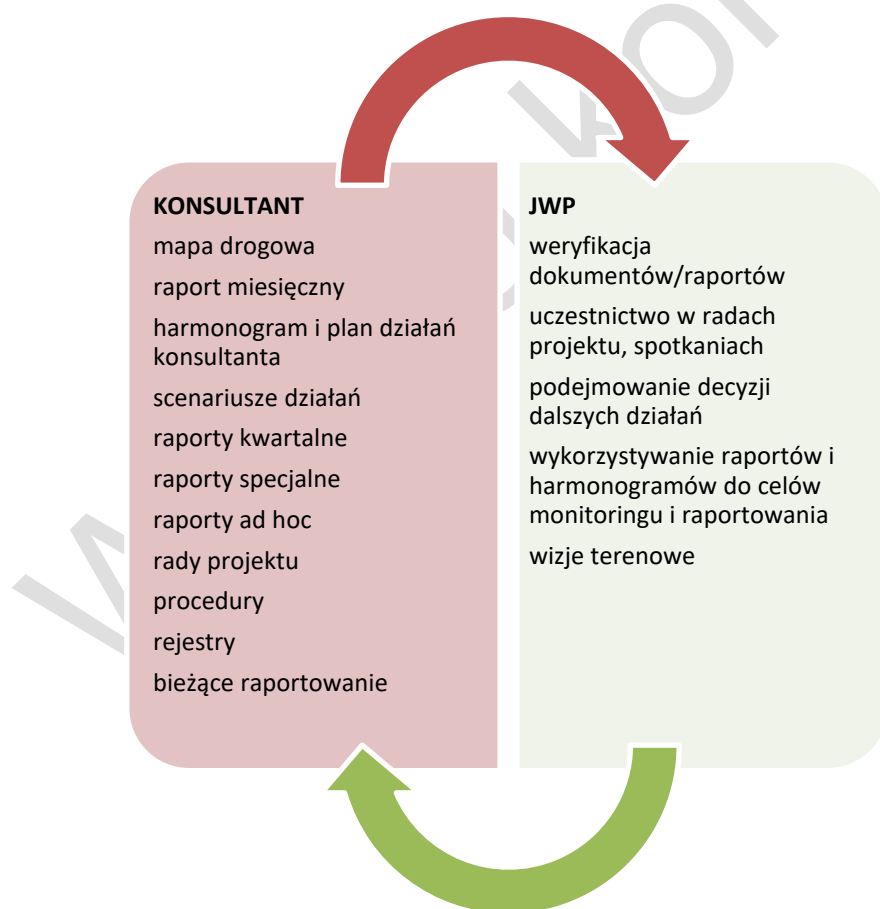 KONSULTANT
mapa drogowa
raport miesięczny
harmonogram i plan działań
konsultanta
scenariusze działań
raporty kwartalne
raporty specjalne
raporty ad hoc
rady projektu
procedury
rejestry
bieżące raportowanie
JWP
weryfikacja
dokumentów/raportów
uczestnictwo w radach
projektu, spotkaniach
podejmowanie decyzji
dalszych działań
wykorzystywanie raportów i
harmonogramów do celów
monitoringu i raportowania
wizje terenowe